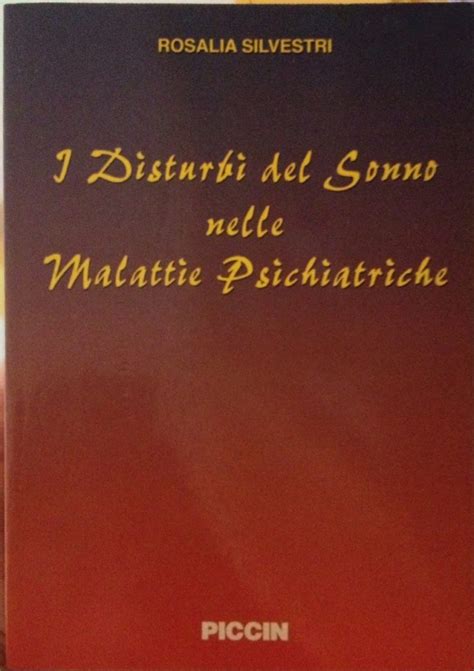 ROSALIA SILVESTRI
I Disturbi del Sonno
nelle
Malattie Psichiatriche
PICCIN